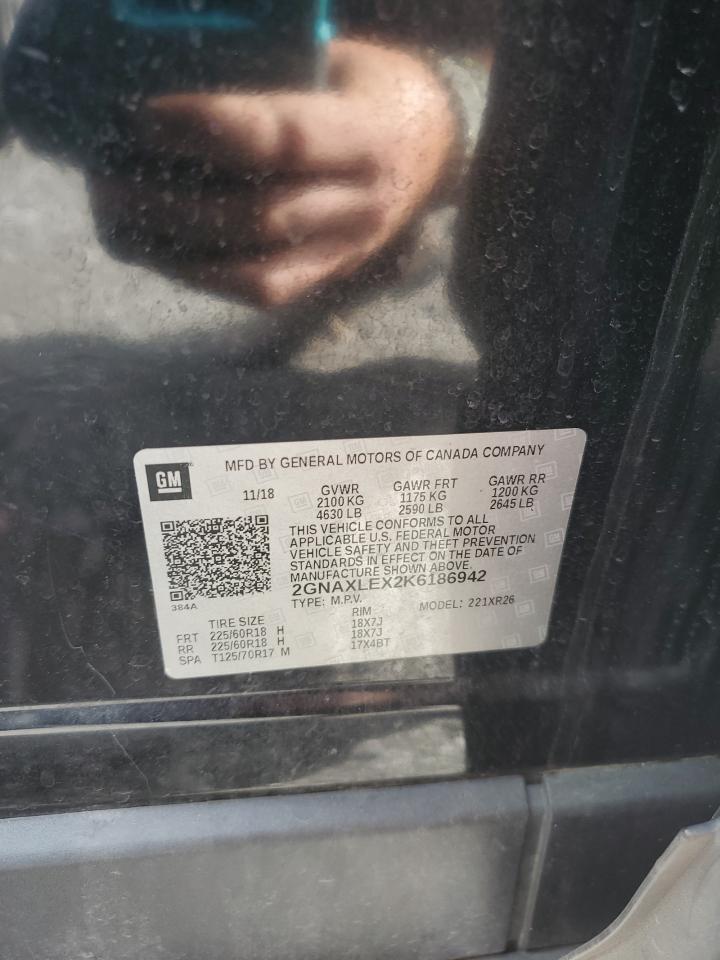 GM
MFD BY GENERAL MOTORS OF CANADA COMPANY
11/18 GVWR GAWR FRT GAWR RR
2100 KG 1175 KG 1200 KG
4630 LB 2590 LB 2645 LB
THIS VEHICLE CONFORMS TO ALL
APPLICABLE U.S. FEDERAL MOTOR
VEHICLE SAFETY AND THEFT PREVENTION
STANDARDS IN EFFECT ON THE DATE OF
MANUFACTURE SHOWN ABOVE.
2GNAXLEX2K6186942
384A TYPE: M.P.V. MODEL: 221XR26
TIRE SIZE RIM
FRT 225/60R18 H 18X7J
RR 225/60R18 H 18X7J
SPA T125/70R17 M 17X4BT